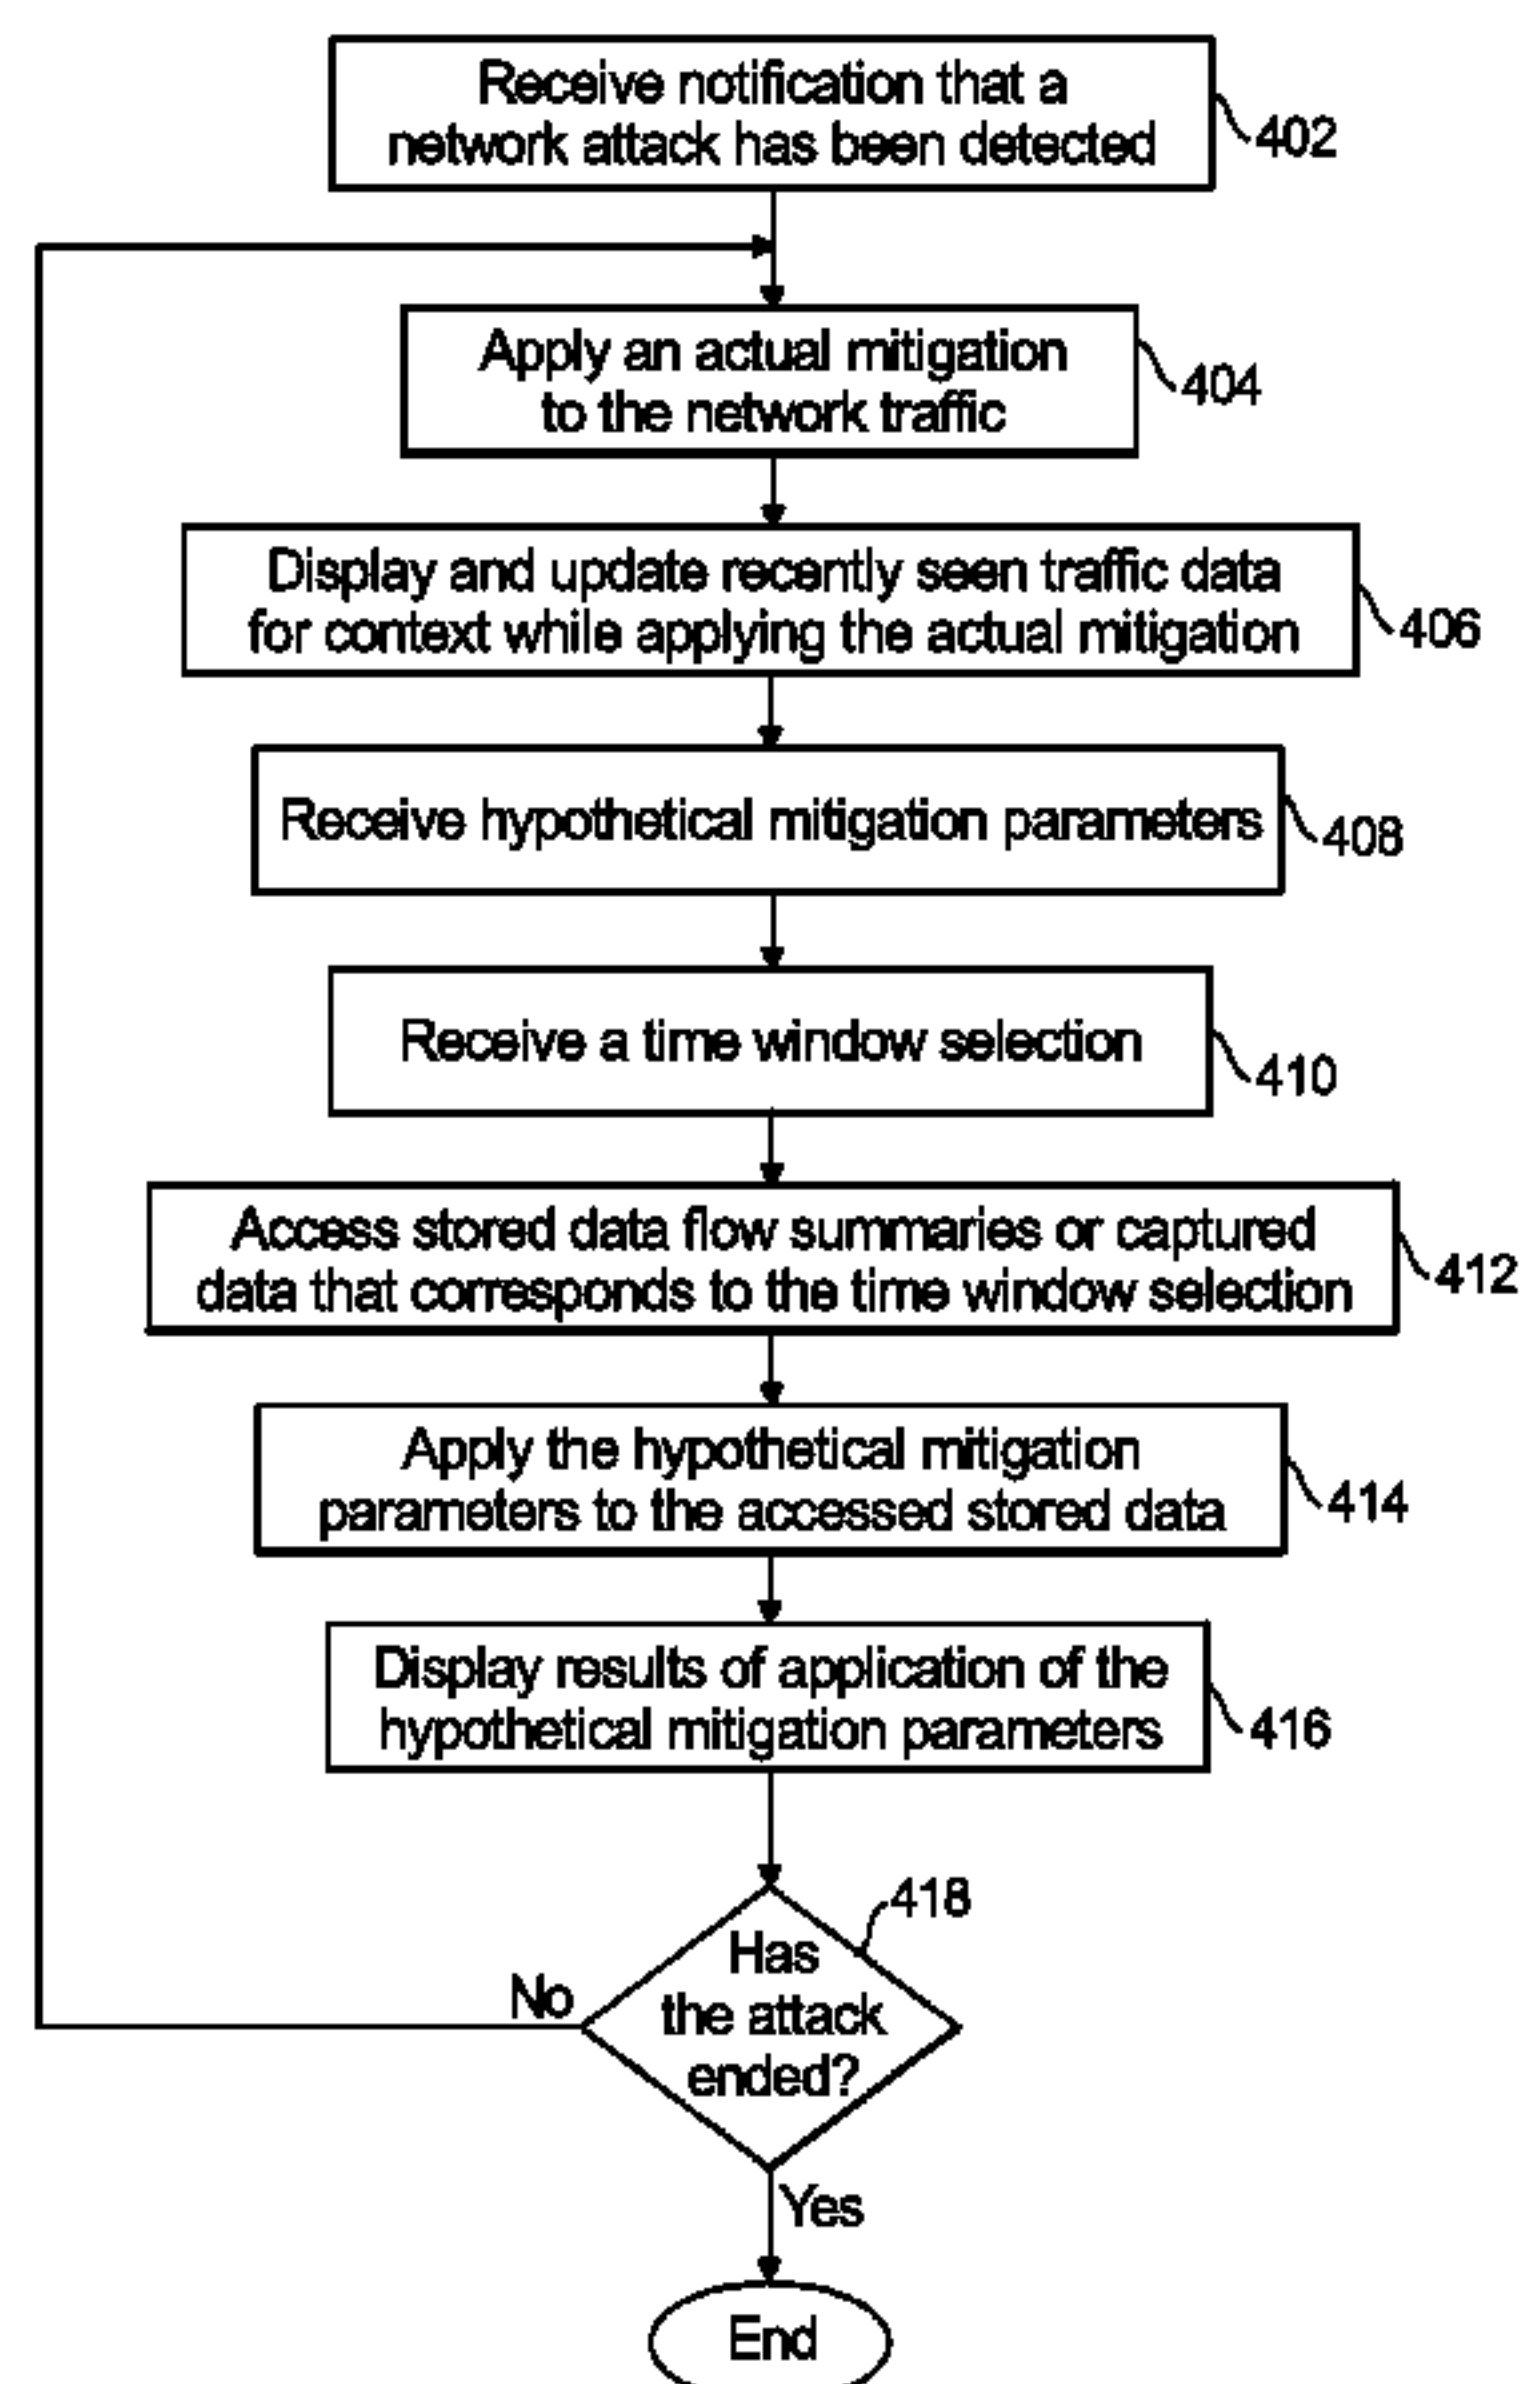 Receive notification that a
network attack has been detected
402
Apply an actual mitigation
to the network traffic
404
Display and update recently seen traffic data
for context while applying the actual mitigation
406
Receive hypothetical mitigation parameters
408
Receive a time window selection
410
Access stored data flow summaries or captured
data that corresponds to the time window selection
412
Apply the hypothetical mitigation
parameters to the accessed stored data
414
Display results of application of the
hypothetical mitigation parameters
416
418
Has
the attack
ended?
No
Yes
End